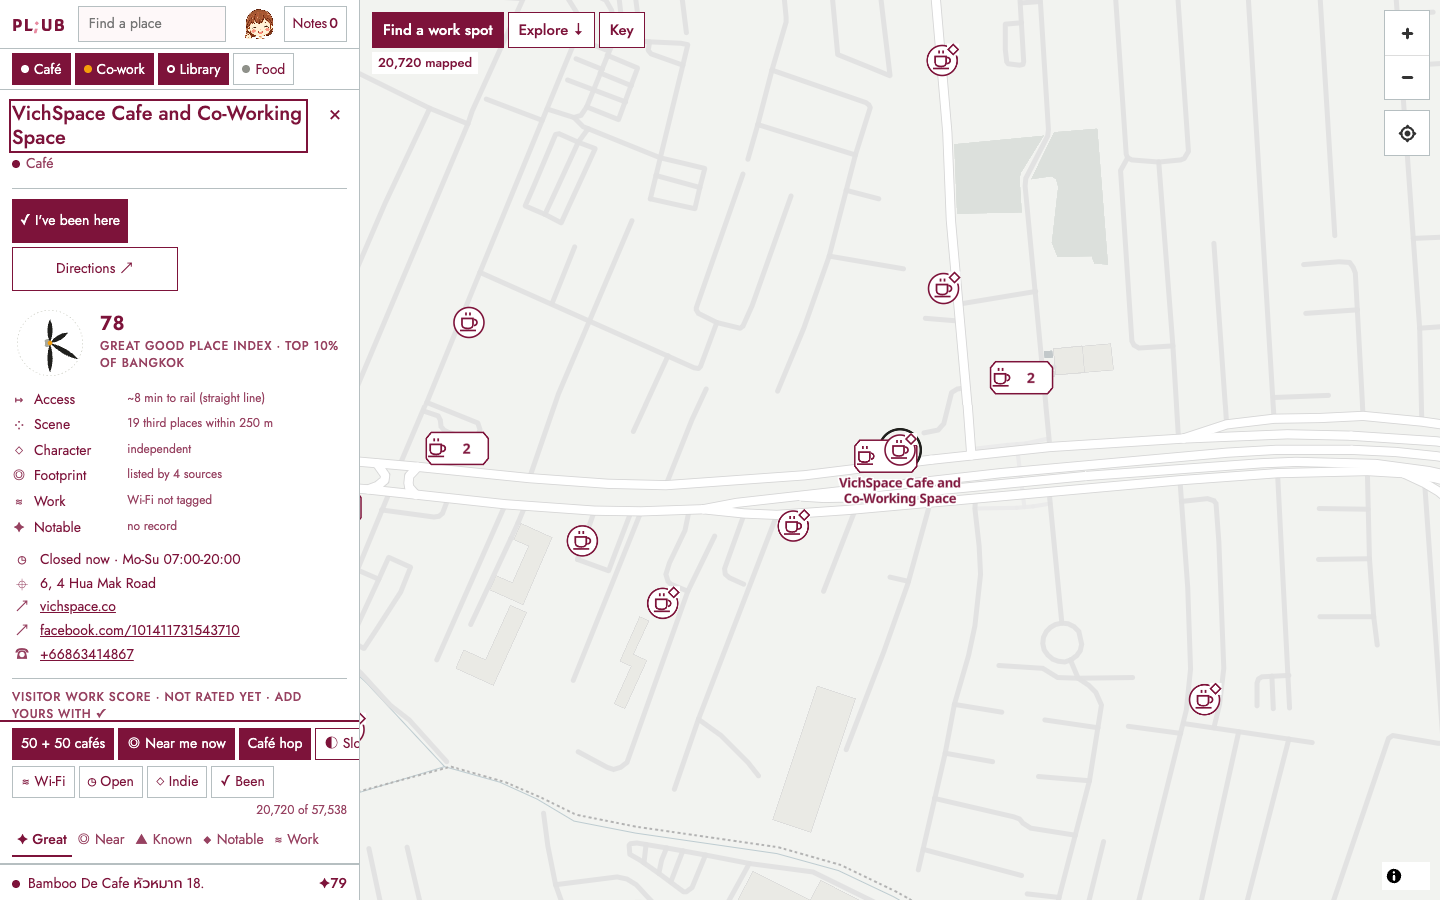 PL;UB
Find a place
Notes 0
Café
Co-work
Library
Food
VichSpace Cafe and Co-Working
Space
Café
✓ I've been here
Directions ↗
78
GREAT GOOD PLACE INDEX · TOP 10%
OF BANGKOK
Access ~8 min to rail (straight line)
Scene 19 third places within 250 m
Character independent
Footprint listed by 4 sources
Work Wi-Fi not tagged
Notable no record
Closed now · Mo-Su 07:00-20:00
6, 4 Hua Mak Road
vichspace.co
facebook.com/101411731543710
+66863414867
VISITOR WORK SCORE · NOT RATED YET · ADD
YOURS WITH ✓
50 + 50 cafés
Near me now
Café hop
Wi-Fi
Open
Indie
✓ Been
20,720 of 57,538
Great
Near
Known
Notable
Work
Bamboo De Cafe หัวหมาก 18.
✦79
Find a work spot
Explore ↓
Key
20,720 mapped
2
2
VichSpace Cafe and
Co-Working Space